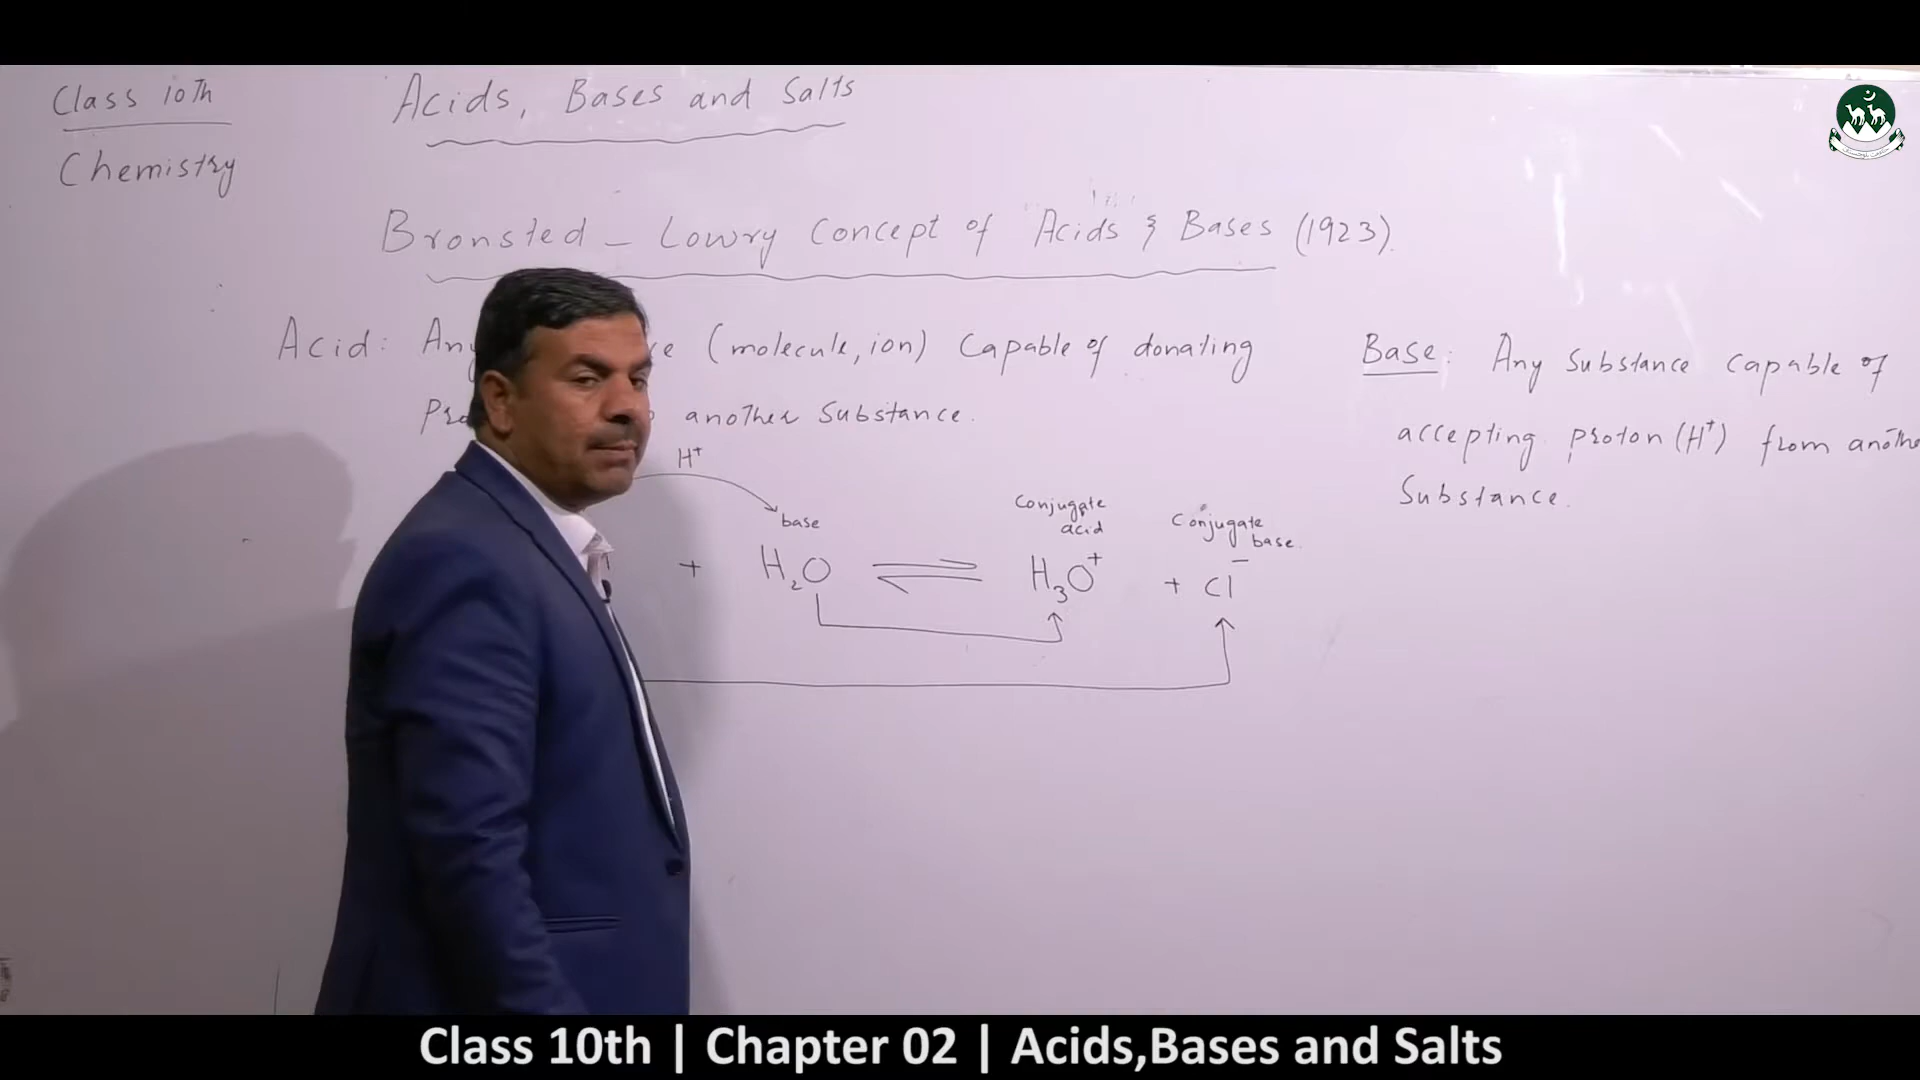 Class 10Th
Chemistry
Acids, Bases and Salts
Bronsted - Lowry Concept of Acids & Bases (1923).
Acid: Any (molecule, ion) Capable of donating
another Substance.
H⁺
base
+ H₂O ⇌ H₃O⁺ + Cl⁻
Conjugate
acid
Conjugate
base
Base: Any Substance capable of
accepting proton (H⁺) from
Substance.
Class 10th | Chapter 02 | Acids,Bases and Salts